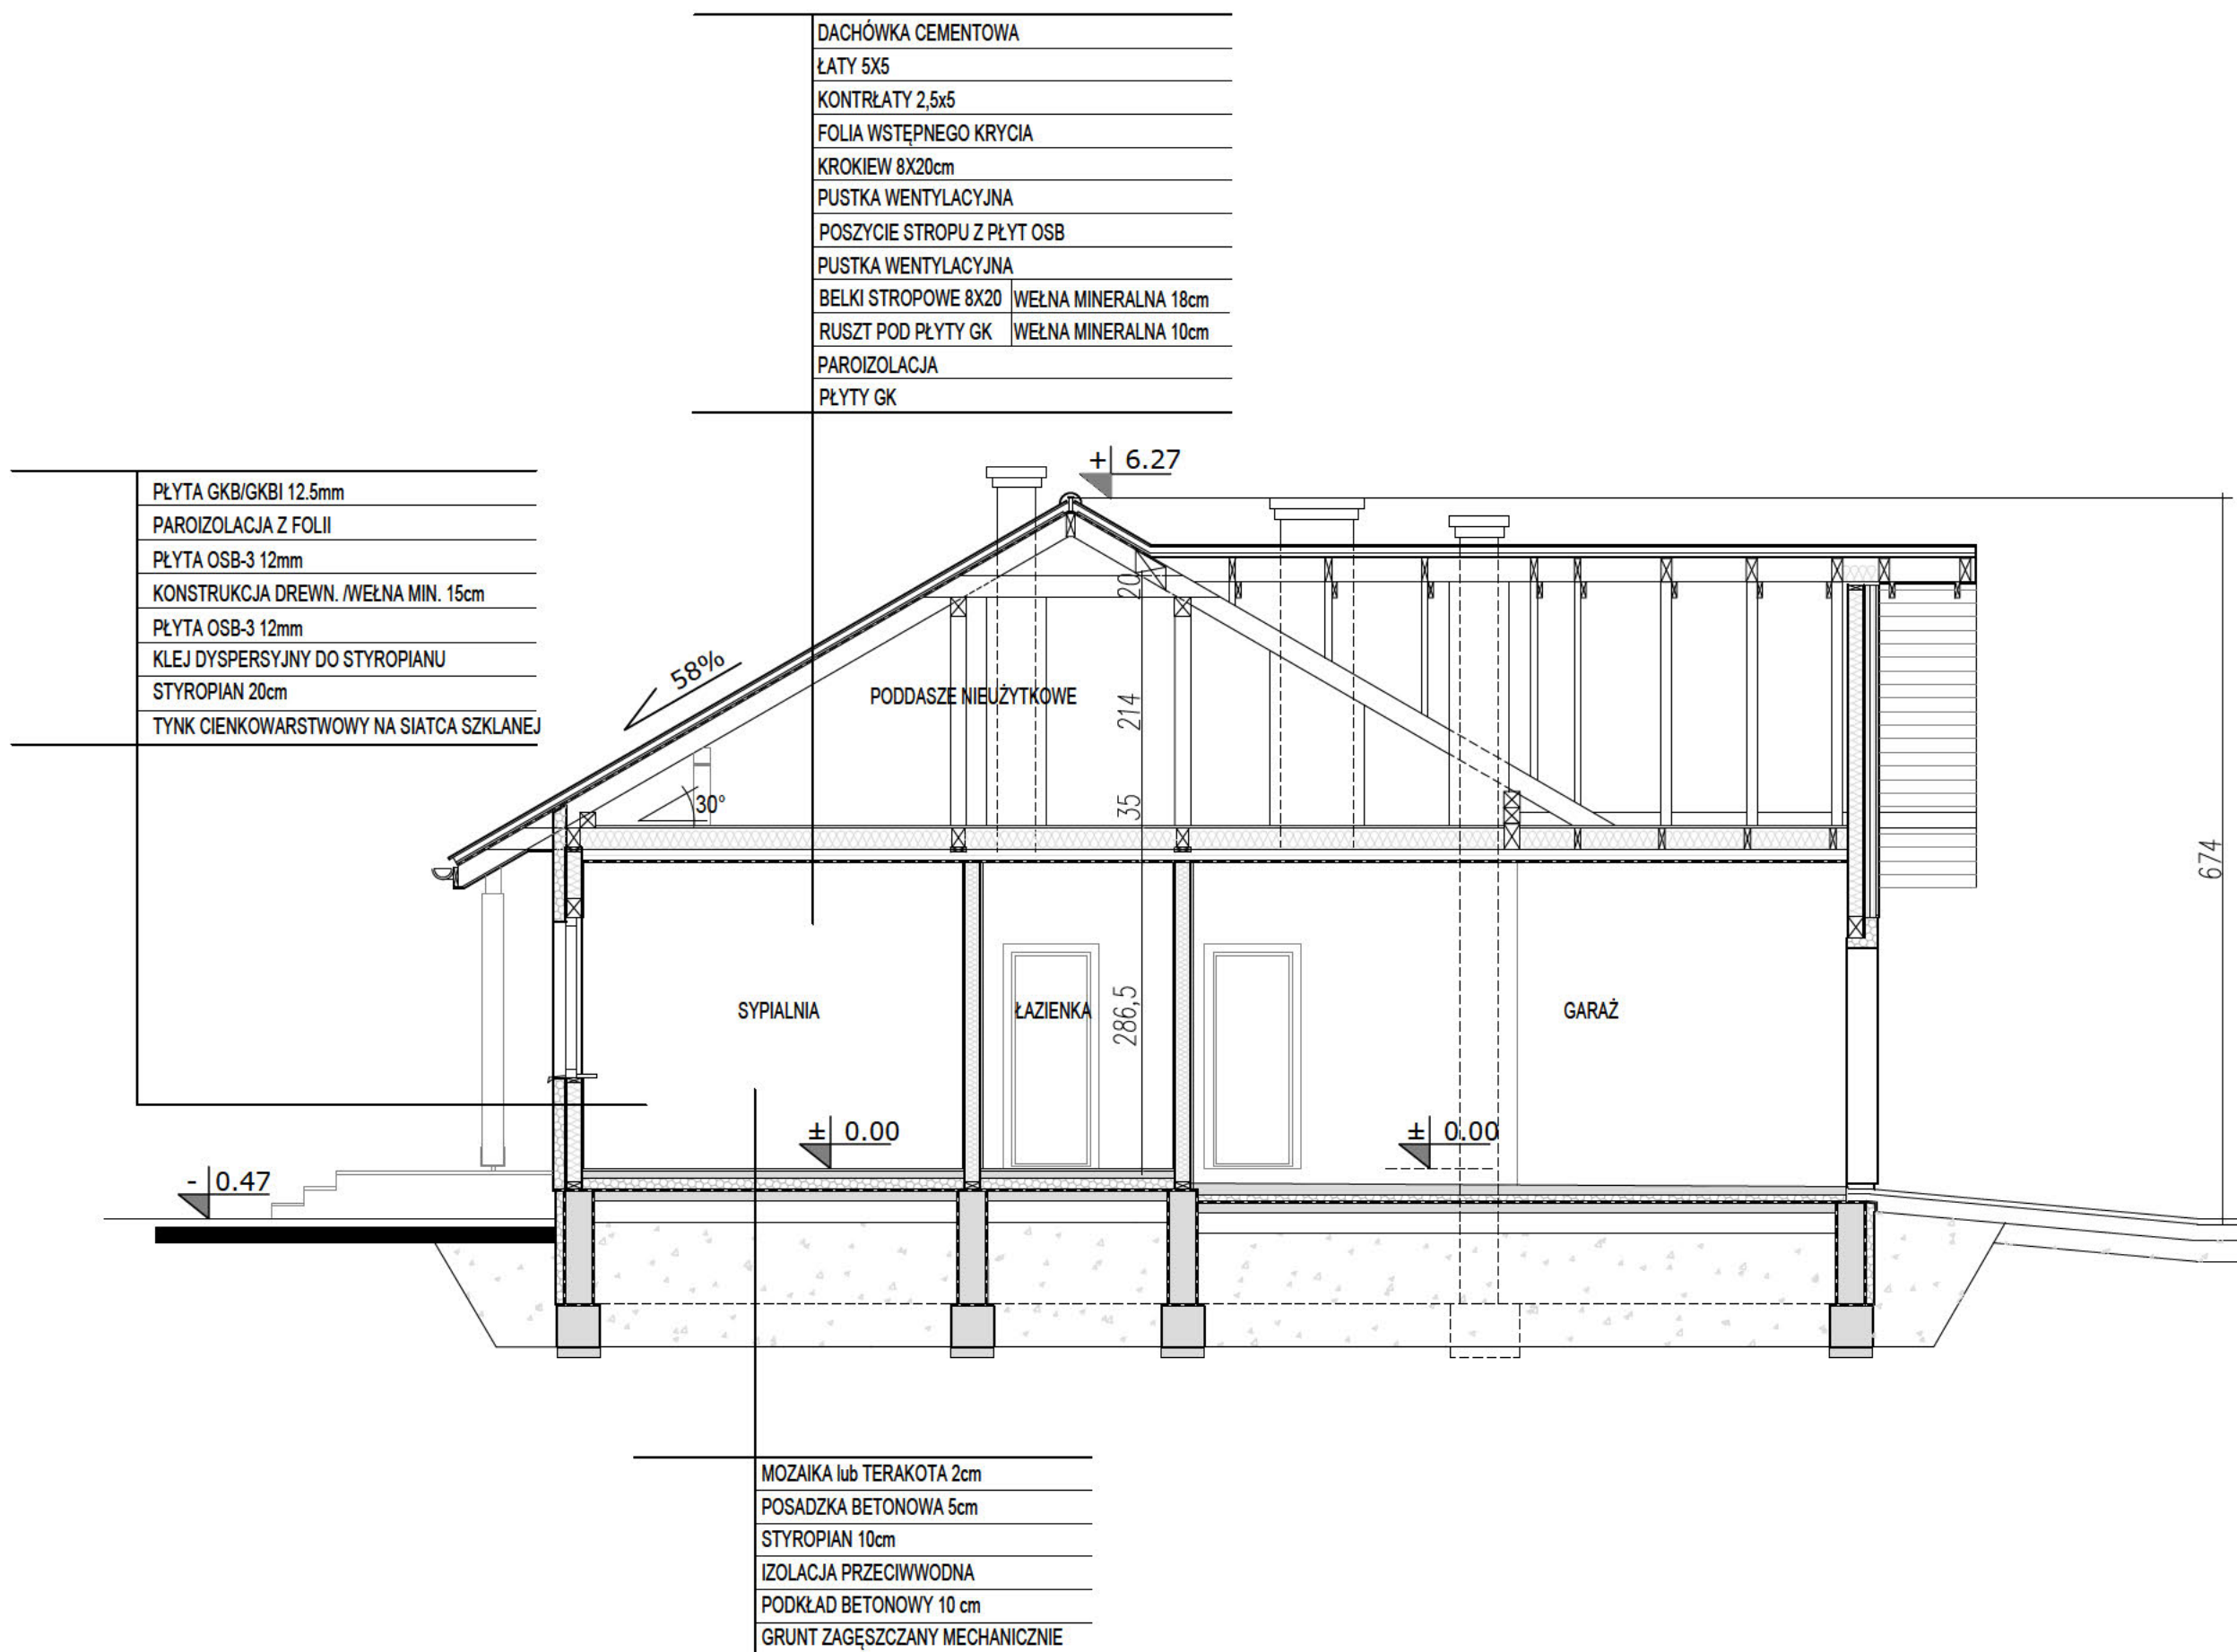 DACHÓWKA CEMENTOWA
ŁATY 5X5
KONTRŁATY 2,5x5
FOLIA WSTĘPNEGO KRYCIA
KROKIEW 8X20cm
PUSTKA WENTYLACYJNA
POSZYCIE STROPU Z PŁYT OSB
PUSTKA WENTYLACYJNA
BELKI STROPOWE 8X20 WEŁNA MINERALNA 18cm
RUSZT POD PŁYTY GK WEŁNA MINERALNA 10cm
PAROIZOLACJA
PŁYTY GK
PŁYTA GKB/GKBI 12.5mm
PAROIZOLACJA Z FOLII
PŁYTA OSB-3 12mm
KONSTRUKCJA DREWN. /WEŁNA MIN. 15cm
PŁYTA OSB-3 12mm
KLEJ DYSPERSYJNY DO STYROPIANU
STYROPIAN 20cm
TYNK CIENKOWARSTWOWY NA SIATCA SZKLANEJ
+ 6.27
20
58%
PODDASZE NIEUŻYTKOWE
214
35
30°
674
SYPIALNIA
ŁAZIENKA
286,5
GARAŻ
± 0.00
± 0.00
- 0.47
MOZAIKA lub TERAKOTA 2cm
POSADZKA BETONOWA 5cm
STYROPIAN 10cm
IZOLACJA PRZECIWWODNA
PODKŁAD BETONOWY 10 cm
GRUNT ZAGĘSZCZANY MECHANICZNIE